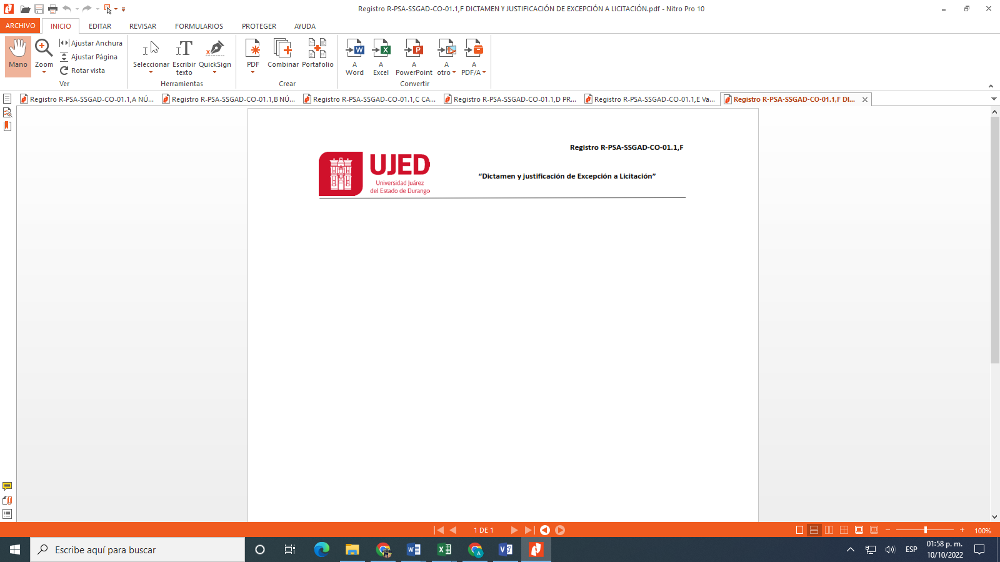 Registro R-PSA-SSGAD-CO-01.1,F DICTAMEN Y JUSTIFICACIÓN DE EXCEPCIÓN A LICITACIÓN.pdf - Nitro Pro 10
ARCHIVO INICIO EDITAR REVISAR FORMULARIOS PROTEGER AYUDA
Mano
Zoom
Ajustar Anchura
Ajustar Página
Rotar vista
Ver
Seleccionar
Escribir texto
QuickSign
Herramientas
PDF
Combinar
Portafolio
Crear
A Word
A Excel
A PowerPoint
A otro
A PDF/A
Convertir
Registro R-PSA-SSGAD-CO-01.1,A NÚ...
Registro R-PSA-SSGAD-CO-01.1,B NÚ...
Registro R-PSA-SSGAD-CO-01.1,C CA...
Registro R-PSA-SSGAD-CO-01.1,D PR...
Registro R-PSA-SSGAD-CO-01.1,E Va...
Registro R-PSA-SSGAD-CO-01.1,F DI...
Registro R-PSA-SSGAD-CO-01.1,F
UJED
Universidad Juárez
del Estado de Durango
“Dictamen y justificación de Excepción a Licitación”
1 DE 1
100%
Escribe aquí para buscar
ESP
01:58 p. m.
10/10/2022